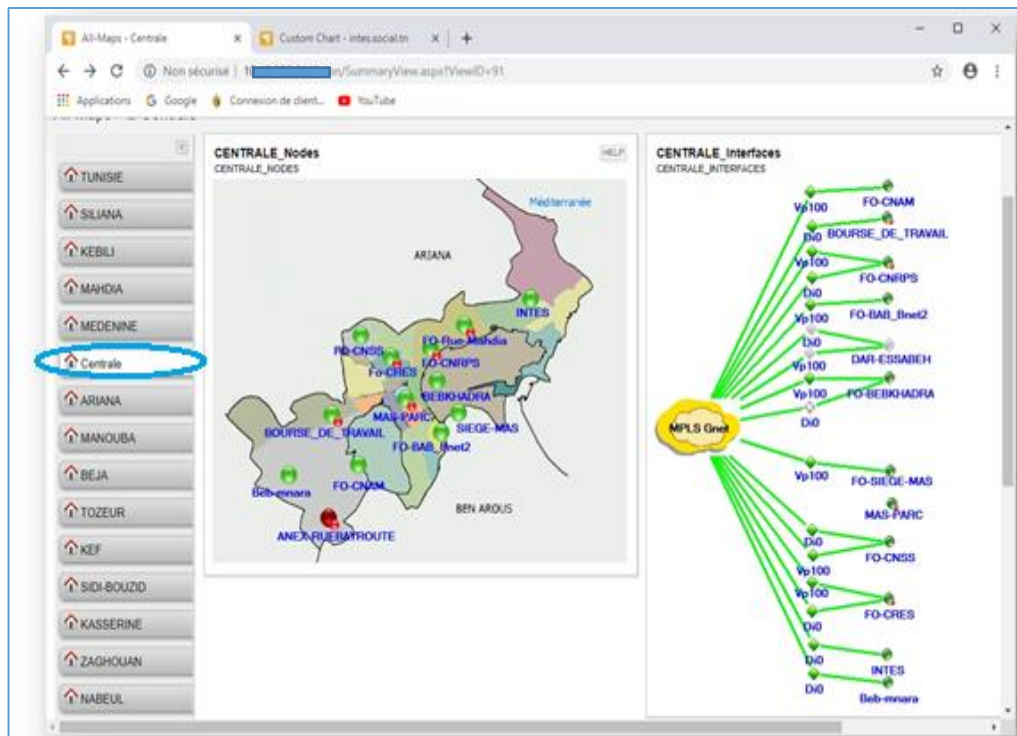 All-Maps - Centrale
Custom Chart - intes.social.tn
Non sécurisé
/SummaryView.aspx?ViewID=91
Applications
Google
Connexion de client...
YouTube
TUNISIE
SILIANA
KEBILI
MAHDIA
MEDENINE
Centrale
ARIANA
MANOUBA
BEJA
TOZEUR
KEF
SIDI-BOUZID
KASSERINE
ZAGHOUAN
NABEUL
CENTRALE_Nodes
HELP
CENTRALE_NODES
Méditerranée
ARIANA
INTES
FO-Rue-Mahdia
FO-CNSS
FO-CNRPS
Fo-CRES
BEBKHADRA
MAS-PARC
SIEGE-MAS
BOURSE_DE_TRAVAIL
FO-BAB_Bnet2
FO-CNAM
Beb-mnara
BEN AROUS
ANEX-RUEBAYROUTE
CENTRALE_Interfaces
CENTRALE_INTERFACES
Vp100
FO-CNAM
Di0
BOURSE_DE_TRAVAIL
Vp100
FO-CNRPS
Di0
FO-BAB_Bnet2
Vp100
Di0
DAR-ESSABEH
Vp100
Vp100
FO-BEBKHADRA
Di0
MPLS Gnet
Vp100
FO-SIEGE-MAS
MAS-PARC
Di0
FO-CNSS
Vp100
Vp100
FO-CRES
Di0
Di0
INTES
Di0
Beb-mnara